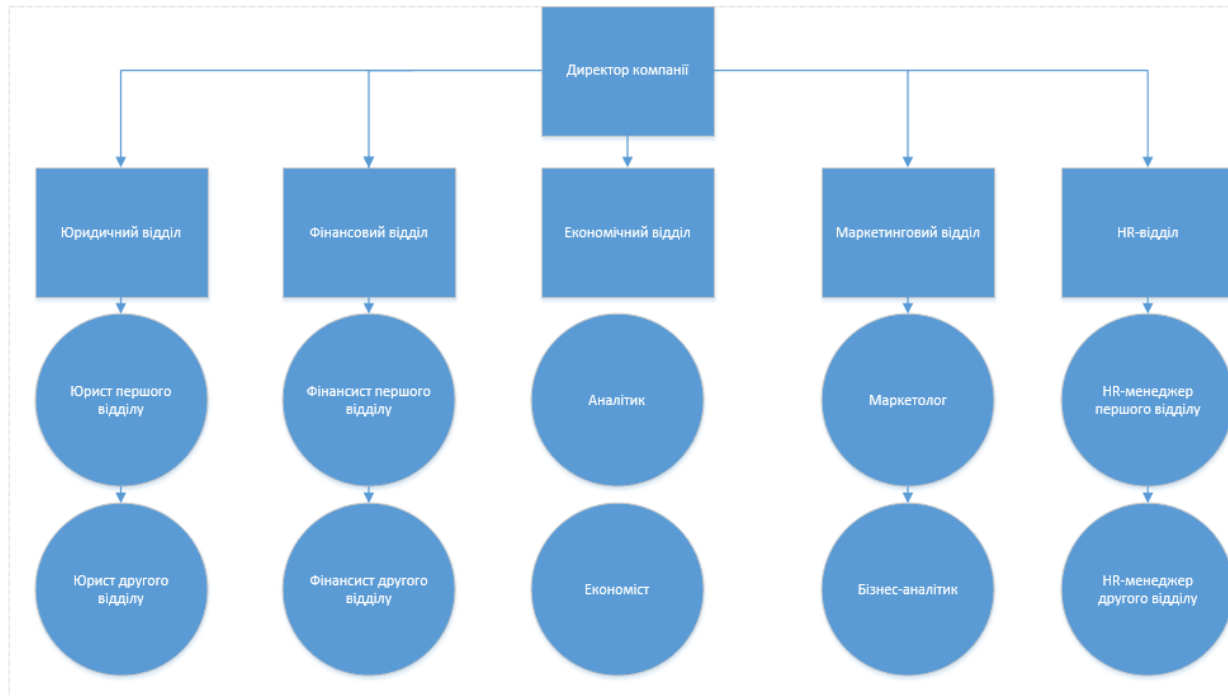 Директор компанії
Юридичний відділ
Фінансовий відділ
Економічний відділ
Маркетинговий відділ
HR-відділ
Юрист першого
відділу
Фінансист першого
відділу
Аналітик
Маркетолог
HR-менеджер
першого відділу
Юрист другого
відділу
Фінансист другого
відділу
Економіст
Бізнес-аналітик
HR-менеджер
другого відділу